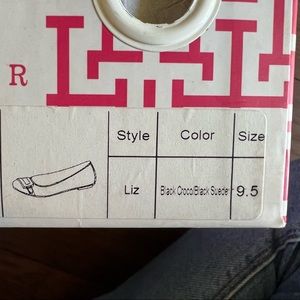 R
Style Color Size
Liz Black Croco/Black Suede 9.5